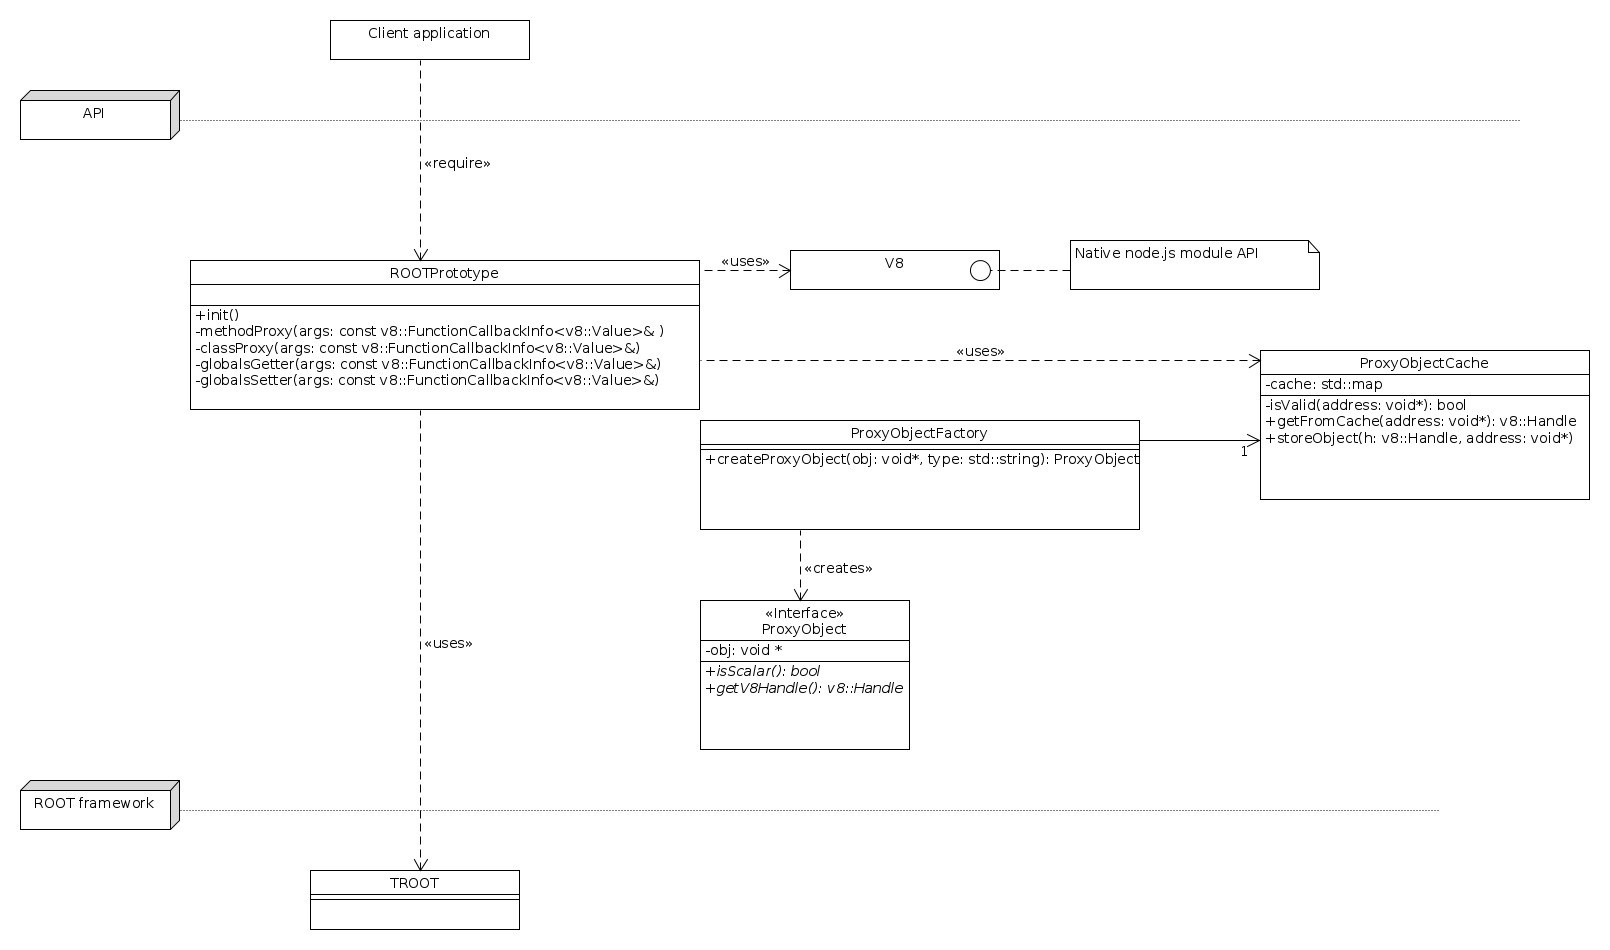 Client application
API
«require»
ROOTPrototype
+init()
-methodProxy(args: const v8::FunctionCallbackInfo<v8::Value>& )
-classProxy(args: const v8::FunctionCallbackInfo<v8::Value>&)
-globalsGetter(args: const v8::FunctionCallbackInfo<v8::Value>&)
-globalsSetter(args: const v8::FunctionCallbackInfo<v8::Value>&)
«uses»
V8
Native node.js module API
«uses»
ProxyObjectCache
-cache: std::map
-isValid(address: void*): bool
+getFromCache(address: void*): v8::Handle
+storeObject(h: v8::Handle, address: void*)
ProxyObjectFactory
+createProxyObject(obj: void*, type: std::string): ProxyObject
1
«creates»
«Interface»
ProxyObject
-obj: void *
+isScalar(): bool
+getV8Handle(): v8::Handle
«uses»
ROOT framework
TROOT